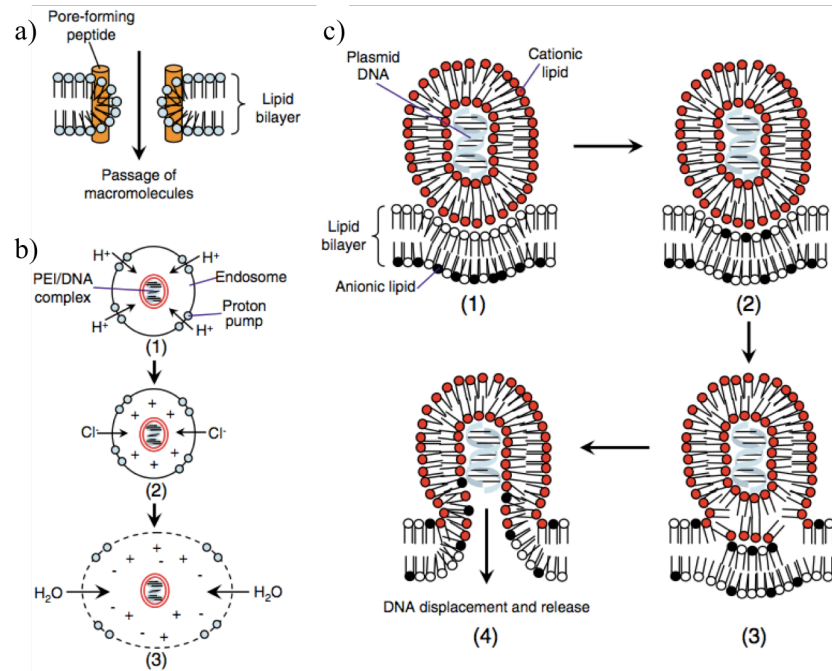 a)
Pore-forming
peptide
Lipid
bilayer
Passage of
macromolecules
b)
H+
H+
PEI/DNA
complex
Endosome
Proton
pump
H+
H+
(1)
+
+
+
Cl-
Cl-
+
+
+
(2)
+
+
-
+
-
-
H2O
H2O
-
+
-
+
-
+
(3)
c)
Plasmid
DNA
Cationic
lipid
Lipid
bilayer
Anionic lipid
(1)
(2)
(3)
DNA displacement and release
(4)